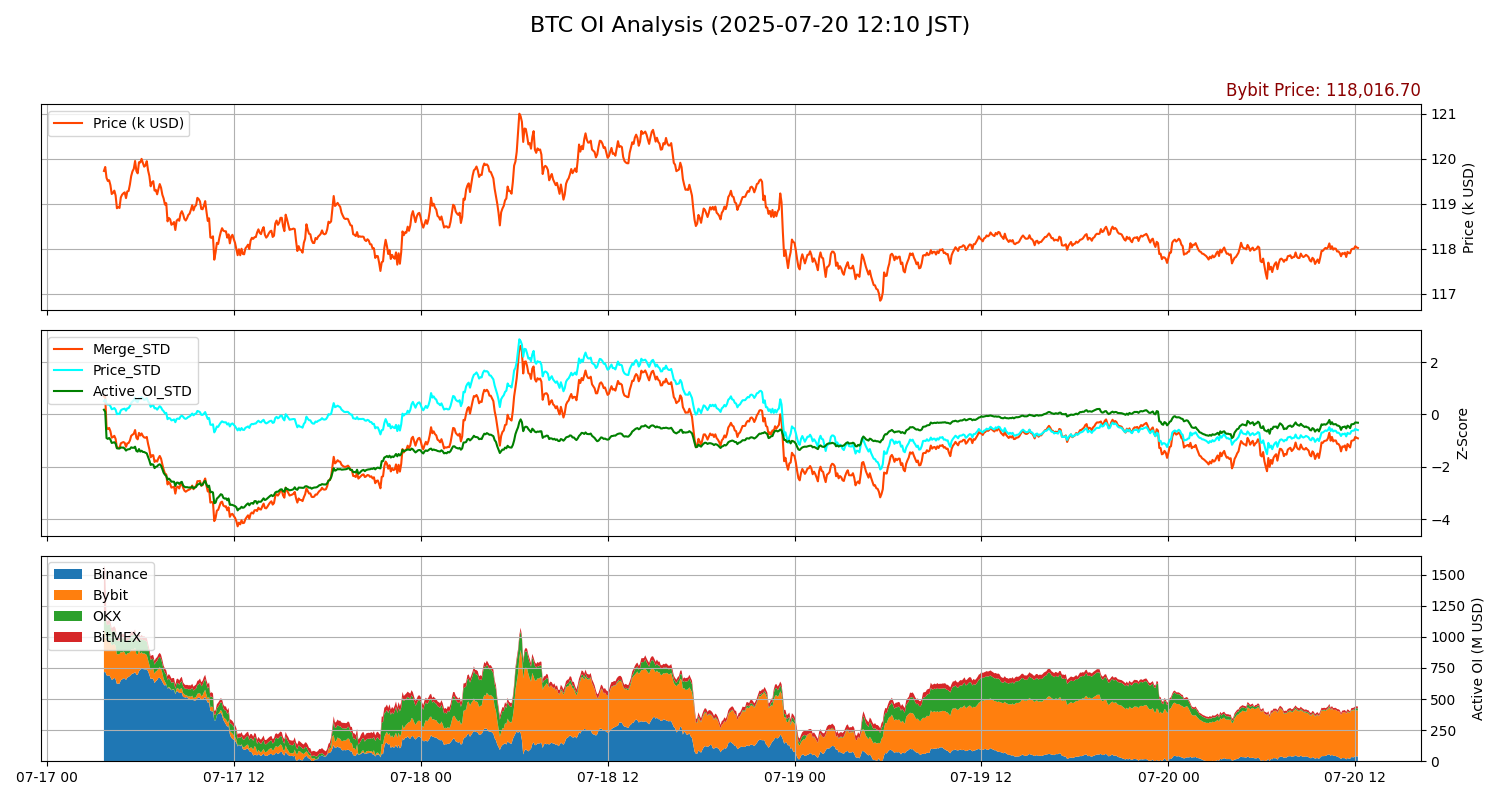 BTC OI Analysis (2025-07-20 12:10 JST)
Bybit Price: 118,016.70
Price (k USD)
121
120
119
118
117
Price (k USD)
Merge_STD
Price_STD
Active_OI_STD
2
0
−2
−4
Z-Score
Binance
Bybit
OKX
BitMEX
1500
1250
1000
750
500
250
0
Active OI (M USD)
07-17 00
07-17 12
07-18 00
07-18 12
07-19 00
07-19 12
07-20 00
07-20 12